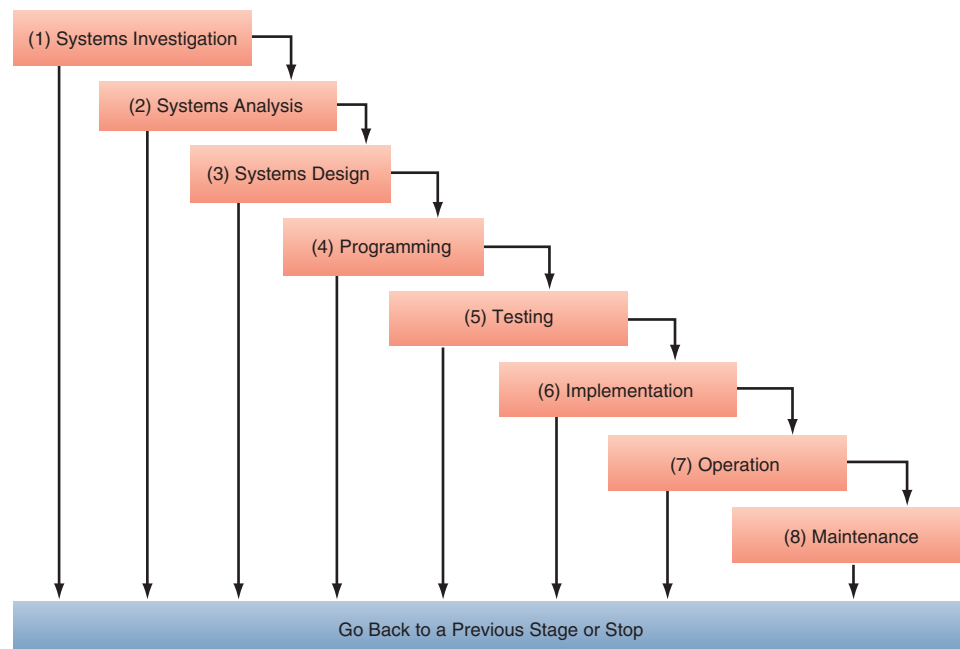 (1) Systems Investigation
(2) Systems Analysis
(3) Systems Design
(4) Programming
(5) Testing
(6) Implementation
(7) Operation
(8) Maintenance
Go Back to a Previous Stage or Stop